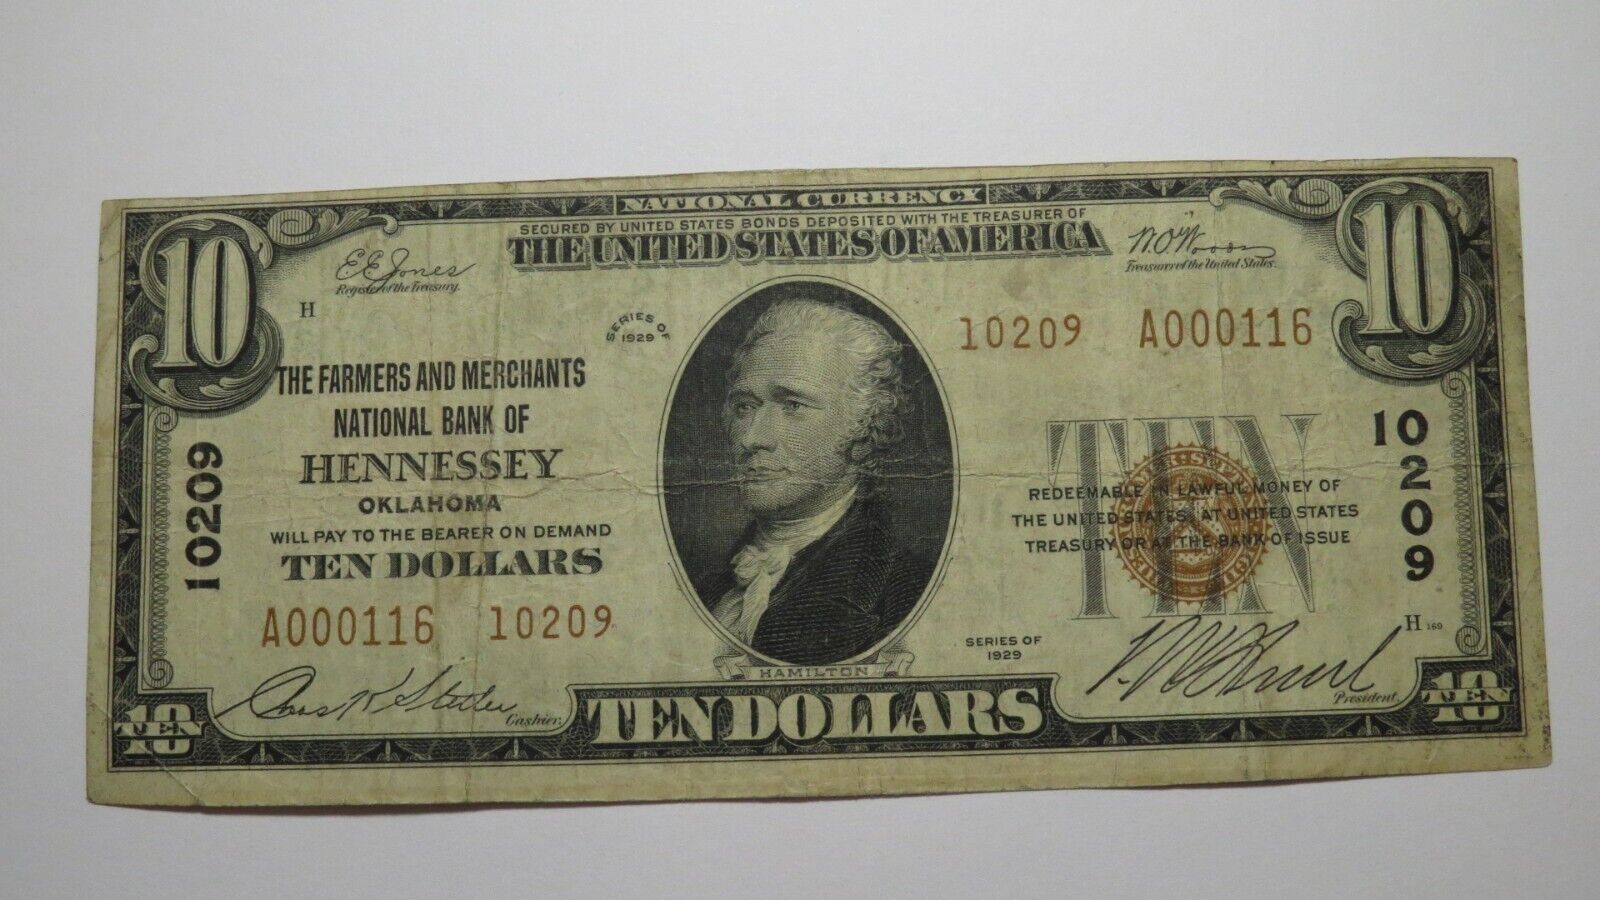 NATIONAL CURRENCY
SECURED BY UNITED STATES BONDS DEPOSITED WITH THE TREASURER OF
THE UNITED STATES OF AMERICA
10
10
E E Jones
Register of the Treasury.
W.O. Woods
Treasurer of the United States.
H
SERIES OF
1929
10209 A000116
THE FARMERS AND MERCHANTS
NATIONAL BANK OF
HENNESSEY
OKLAHOMA
WILL PAY TO THE BEARER ON DEMAND
TEN DOLLARS
10209
A000116 10209
TEN
REDEEMABLE IN LAWFUL MONEY OF
THE UNITED STATES AT UNITED STATES
TREASURY OR AT THE BANK OF ISSUE
10209
H 169
SERIES OF
1929
HAMILTON
Cashier.
President.
TEN 10
TEN DOLLARS
TEN 10